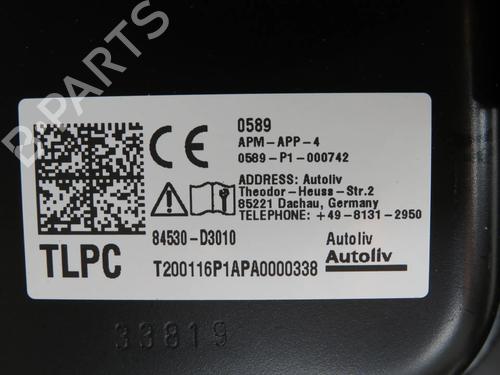 B-PARTS
CE
0589
APM-APP-4
0589-P1-000742
ADDRESS: Autoliv
Theodor-Heuss-Str.2
85221 Dachau, Germany
TELEPHONE: +49-8131-2950
84530-D3010
Autoliv
TLPC
T200116P1APA0000338
Autoliv
33819